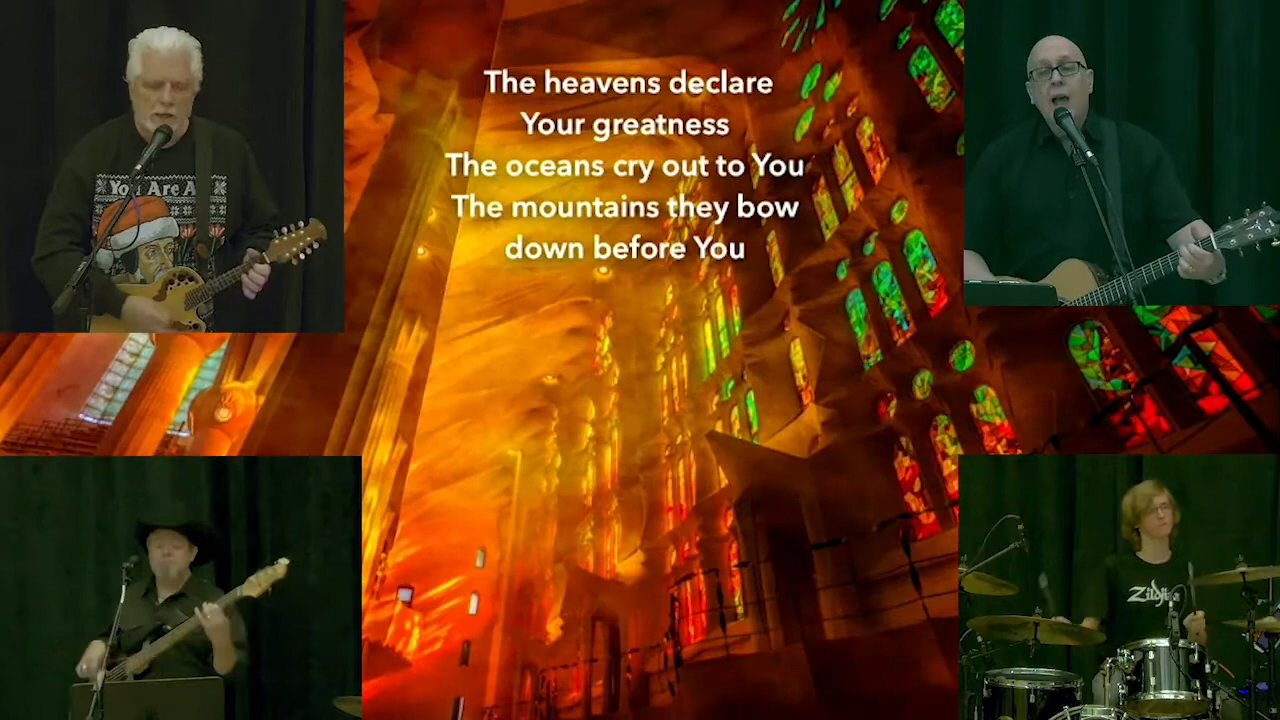 The heavens declare
Your greatness
The oceans cry out to You
The mountains they bow
down before You
You Are A
Zildjian